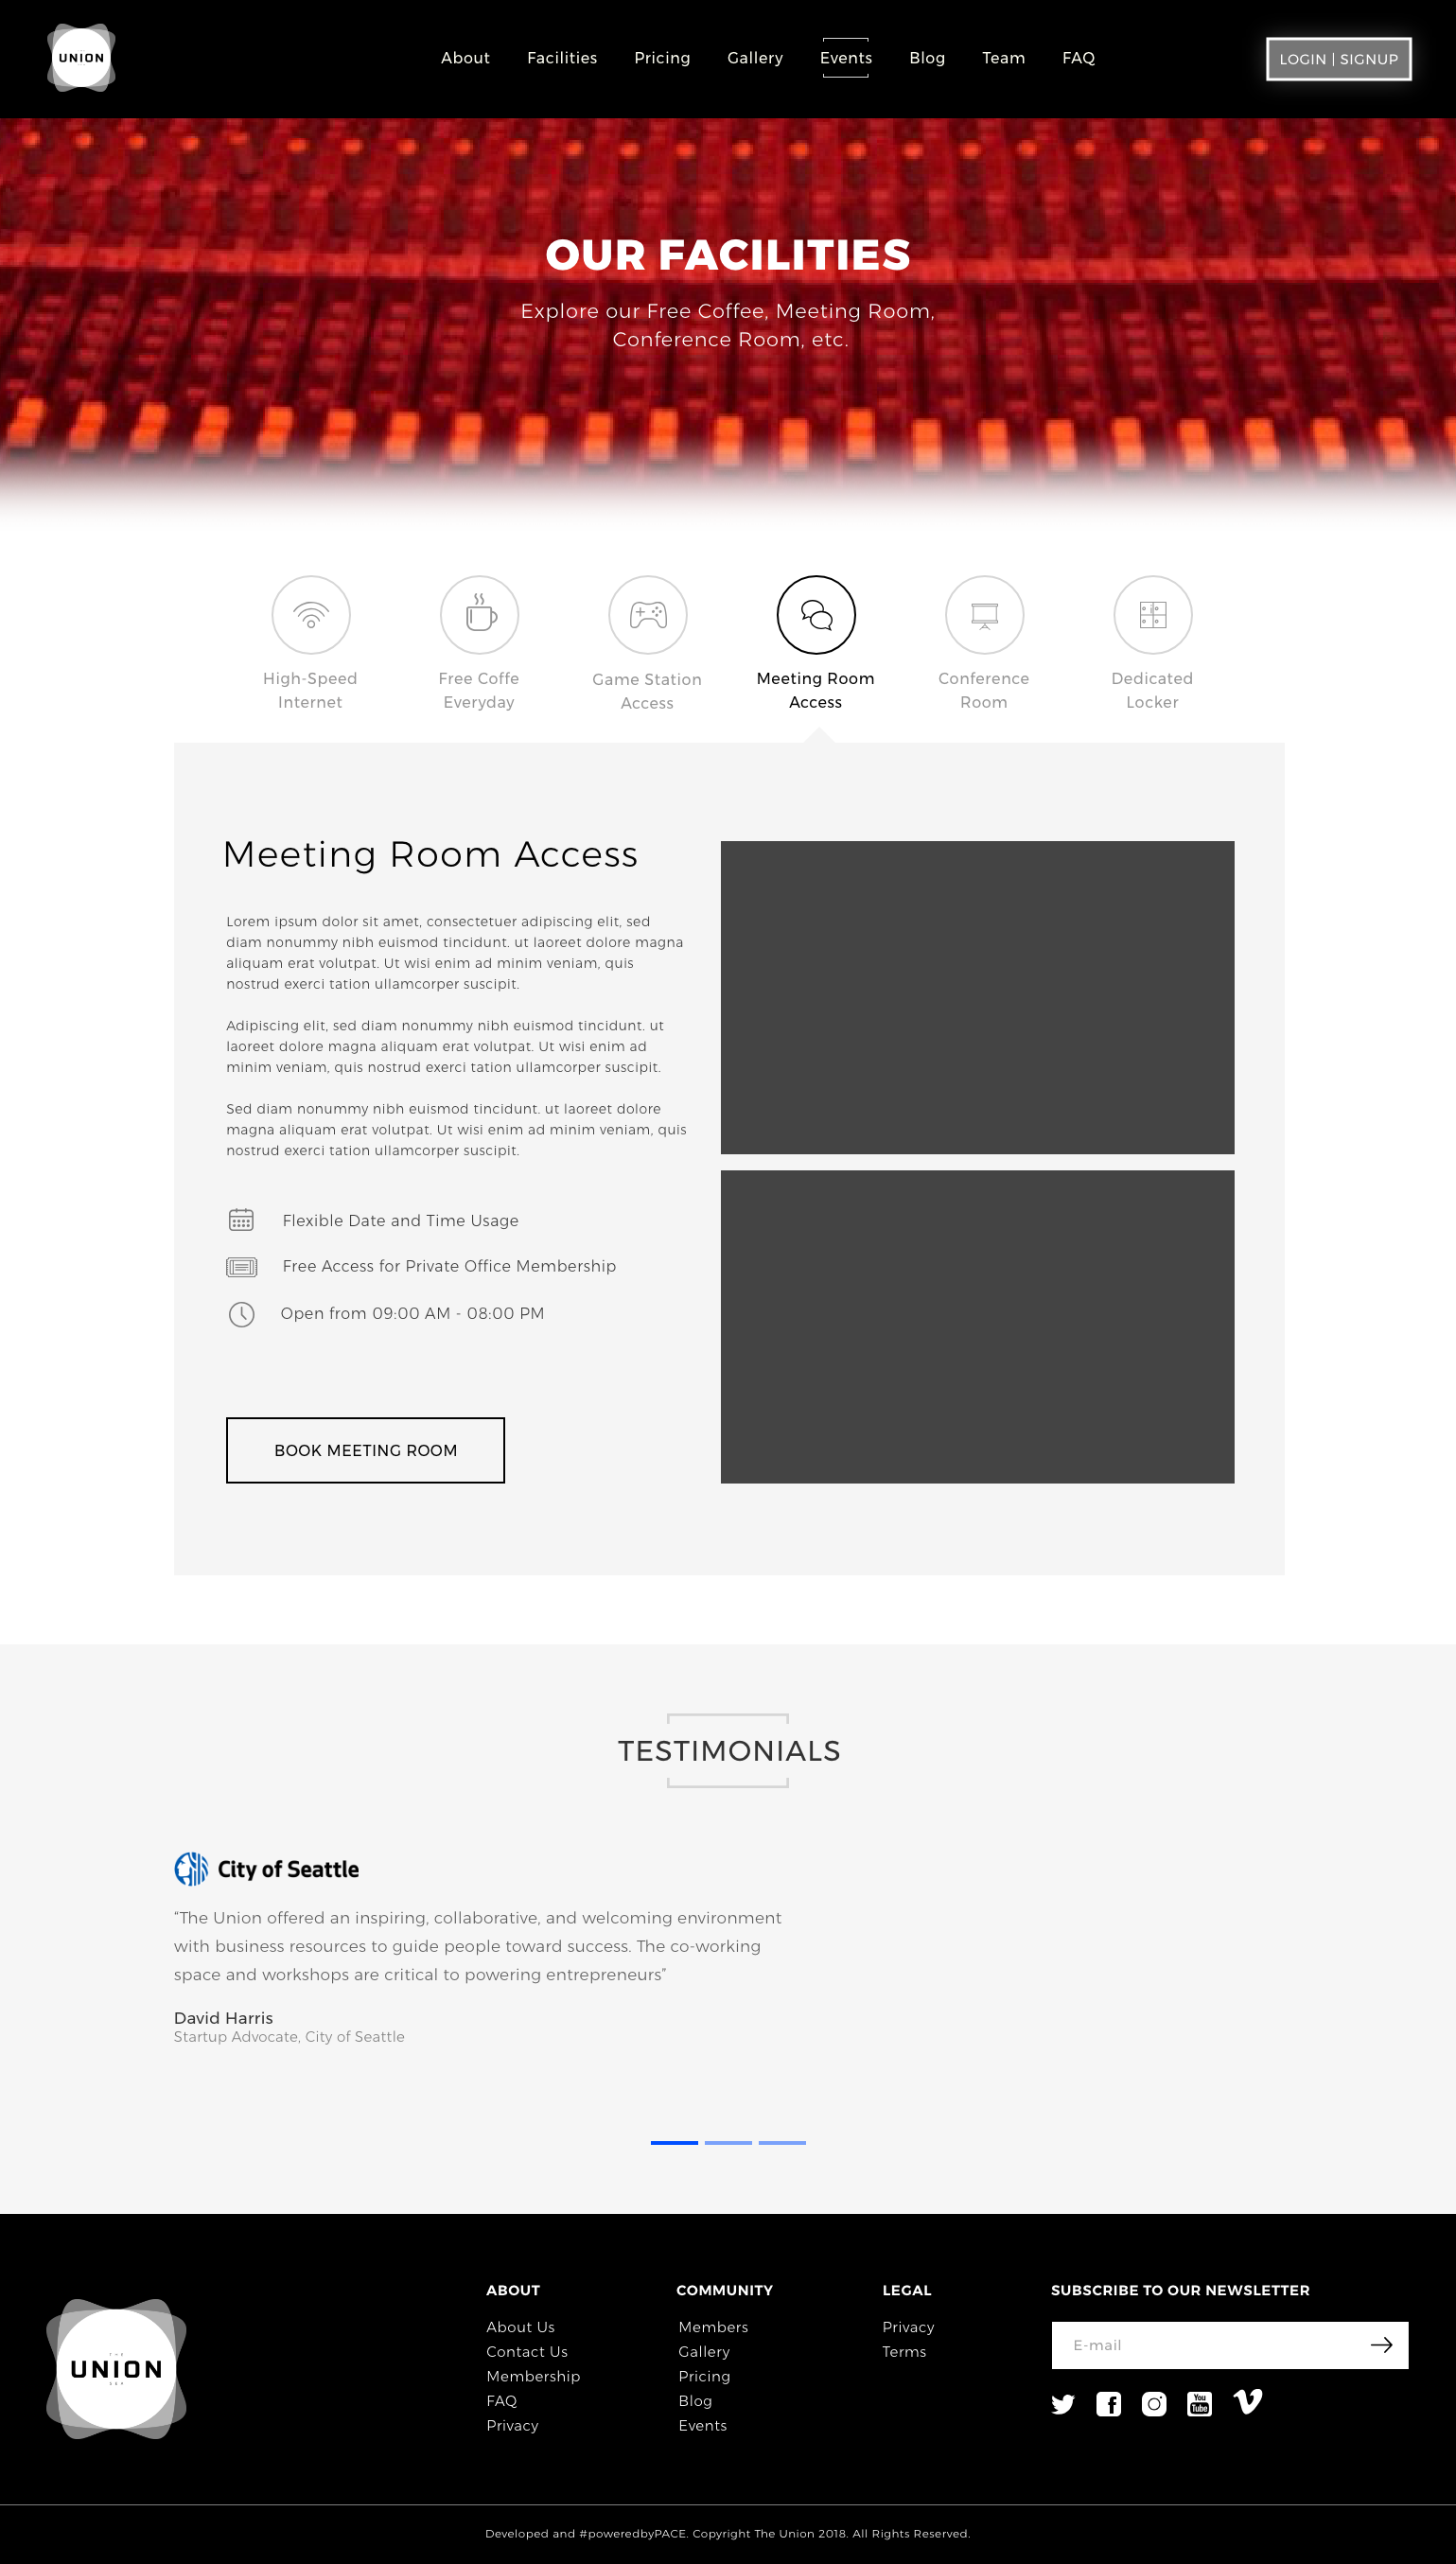 UNION
About Facilities Pricing Gallery Events Blog Team FAQ
LOGIN | SIGNUP
OUR FACILITIES
Explore our Free Coffee, Meeting Room,
Conference Room, etc.
High-Speed
Internet
Free Coffe
Everyday
Game Station
Access
Meeting Room
Access
Conference
Room
Dedicated
Locker
Meeting Room Access
Lorem ipsum dolor sit amet, consectetuer adipiscing elit, sed
diam nonummy nibh euismod tincidunt. ut laoreet dolore magna
aliquam erat volutpat. Ut wisi enim ad minim veniam, quis
nostrud exerci tation ullamcorper suscipit.
Adipiscing elit, sed diam nonummy nibh euismod tincidunt. ut
laoreet dolore magna aliquam erat volutpat. Ut wisi enim ad
minim veniam, quis nostrud exerci tation ullamcorper suscipit.
Sed diam nonummy nibh euismod tincidunt. ut laoreet dolore
magna aliquam erat volutpat. Ut wisi enim ad minim veniam, quis
nostrud exerci tation ullamcorper suscipit.
Flexible Date and Time Usage
Free Access for Private Office Membership
Open from 09:00 AM - 08:00 PM
BOOK MEETING ROOM
TESTIMONIALS
City of Seattle
“The Union offered an inspiring, collaborative, and welcoming environment
with business resources to guide people toward success. The co-working
space and workshops are critical to powering entrepreneurs”
David Harris
Startup Advocate, City of Seattle
THE
UNION
SEA
ABOUT
About Us
Contact Us
Membership
FAQ
Privacy
COMMUNITY
Members
Gallery
Pricing
Blog
Events
LEGAL
Privacy
Terms
SUBSCRIBE TO OUR NEWSLETTER
E-mail
You
Tube
Developed and #poweredbyPACE. Copyright The Union 2018. All Rights Reserved.